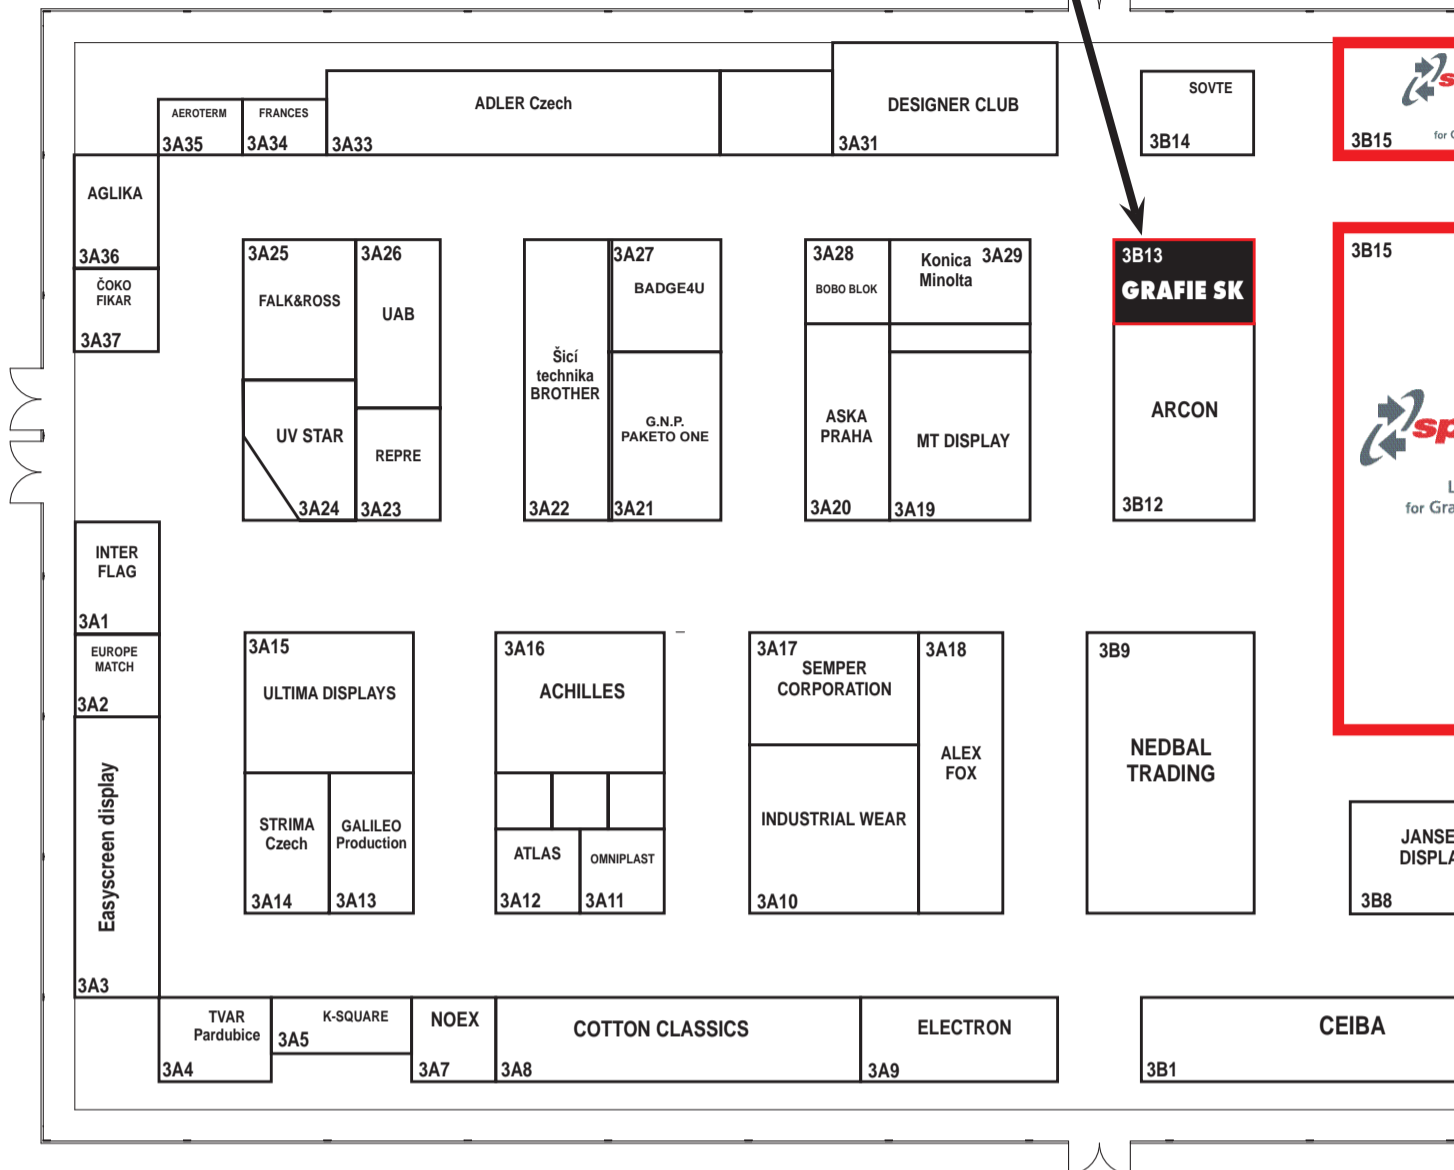 AEROTERM
3A35
FRANCES
3A34
ADLER Czech
3A33
DESIGNER CLUB
3A31
SOVTE
3B14
3B15
AGLIKA
3A36
ČOKO
FIKAR
3A37
3A25
FALK&ROSS
3A26
UAB
UV STAR
3A24
REPRE
3A23
Šicí
technika
BROTHER
3A22
3A27
BADGE4U
G.N.P.
PAKETO ONE
3A21
3A28
BOBO BLOK
Konica
Minolta
3A29
ASKA
PRAHA
3A20
MT DISPLAY
3A19
3B13
GRAFIE SK
ARCON
3B12
3B15
sp
L
for Gra
INTER
FLAG
3A1
EUROPE
MATCH
3A2
Easyscreen display
3A3
3A15
ULTIMA DISPLAYS
STRIMA
Czech
3A14
GALILEO
Production
3A13
3A16
ACHILLES
ATLAS
3A12
OMNIPLAST
3A11
3A17
SEMPER
CORPORATION
INDUSTRIAL WEAR
3A10
3A18
ALEX
FOX
3B9
NEDBAL
TRADING
JANSE
DISPLA
3B8
TVAR
Pardubice
3A4
K-SQUARE
3A5
NOEX
3A7
COTTON CLASSICS
3A8
ELECTRON
3A9
CEIBA
3B1